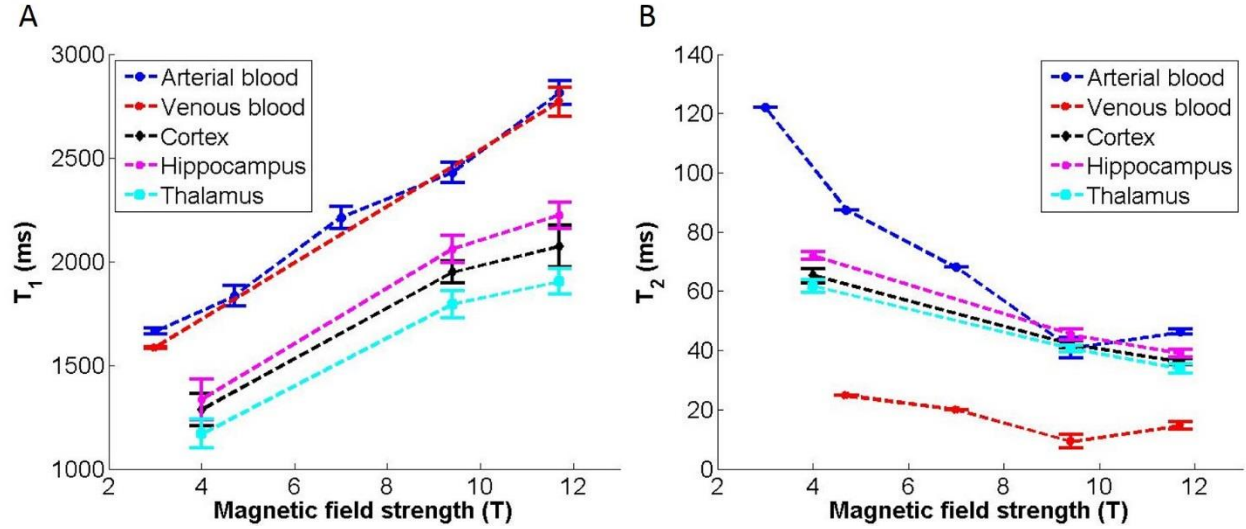 A
3000
2500
2000
1500
1000
T1 (ms)
Arterial blood
Venous blood
Cortex
Hippocampus
Thalamus
4 6 8 10 12
Magnetic field strength (T)
B
140
120
100
80
60
40
20
0
T2 (ms)
Arterial blood
Venous blood
Cortex
Hippocampus
Thalamus
2 4 6 8 10 12
Magnetic field strength (T)